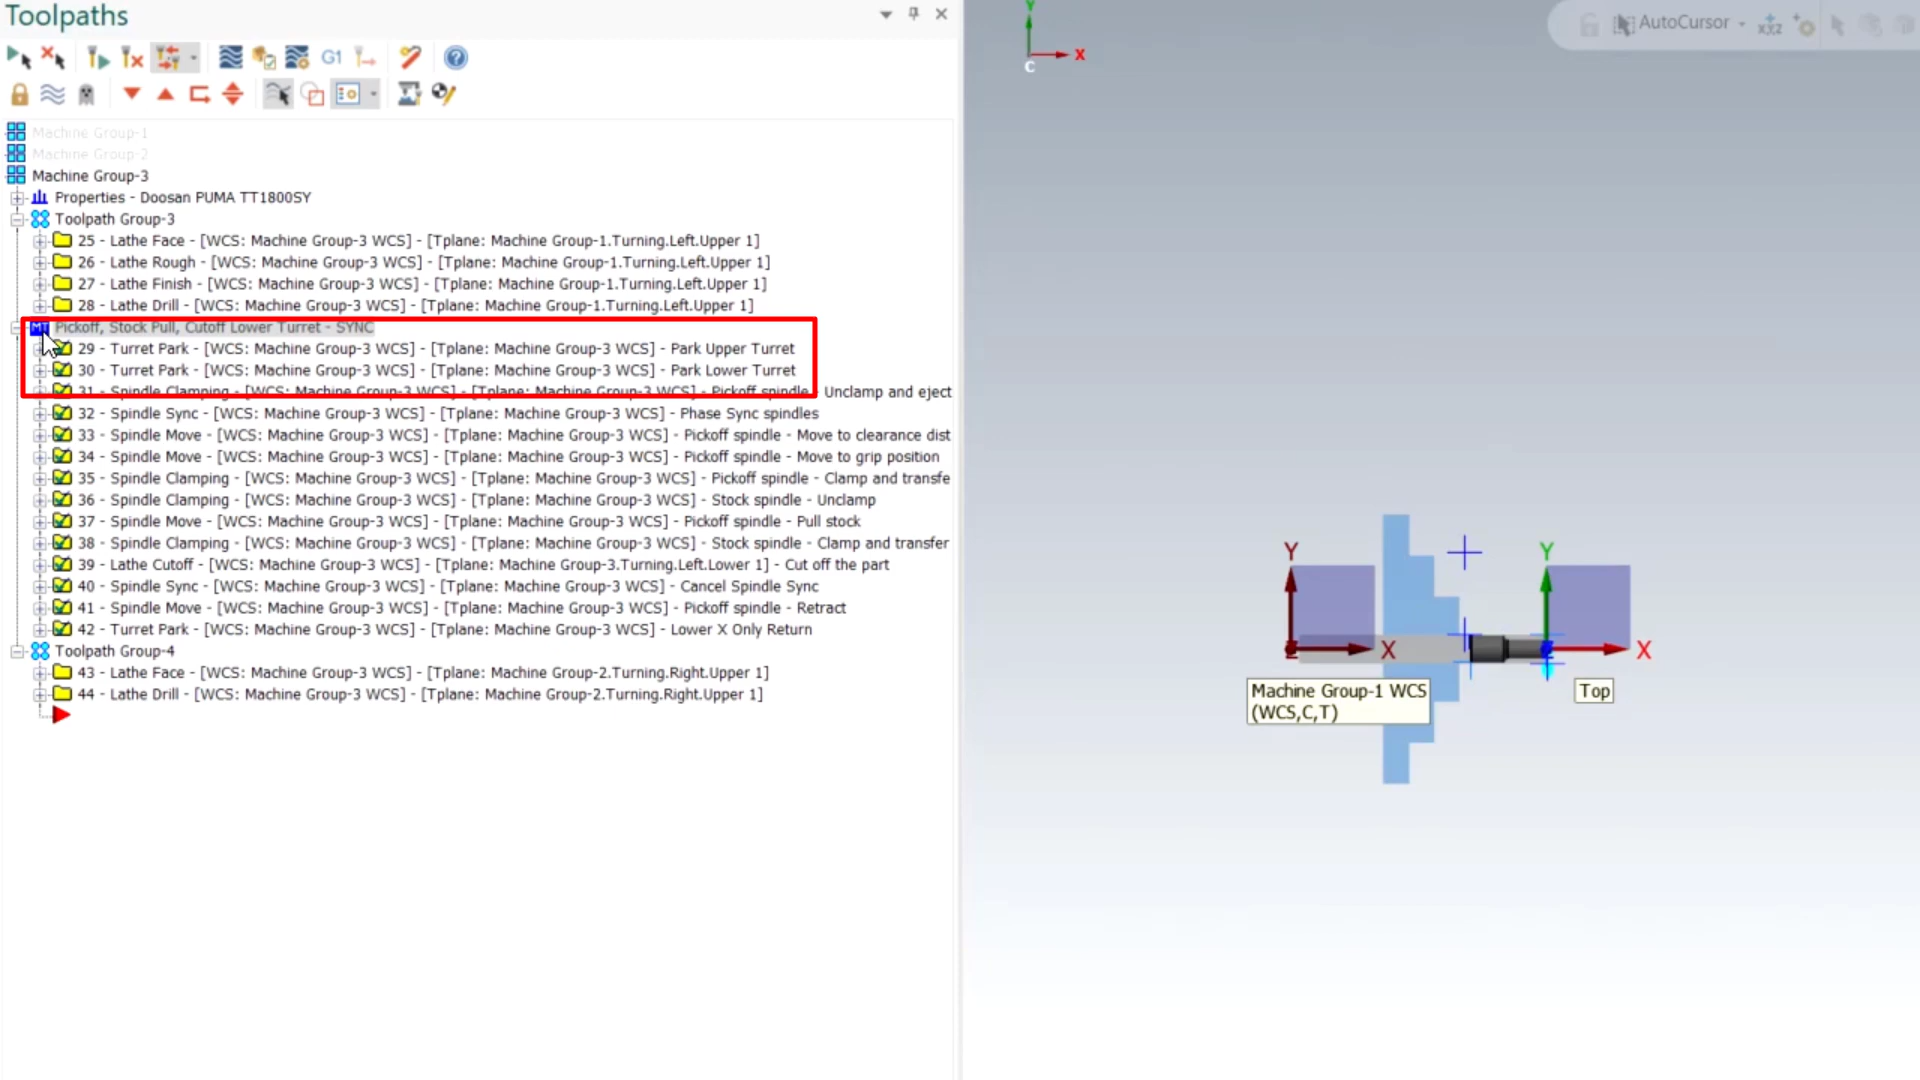 Toolpaths
G1
Machine Group-1
Machine Group-2
Machine Group-3
Properties - Doosan PUMA TT1800SY
Toolpath Group-3
25 - Lathe Face - [WCS: Machine Group-3 WCS] - [Tplane: Machine Group-1.Turning.Left.Upper 1]
26 - Lathe Rough - [WCS: Machine Group-3 WCS] - [Tplane: Machine Group-1.Turning.Left.Upper 1]
27 - Lathe Finish - [WCS: Machine Group-3 WCS] - [Tplane: Machine Group-1.Turning.Left.Upper 1]
28 - Lathe Drill - [WCS: Machine Group-3 WCS] - [Tplane: Machine Group-1.Turning.Left.Upper 1]
MT Pickoff, Stock Pull, Cutoff Lower Turret - SYNC
29 - Turret Park - [WCS: Machine Group-3 WCS] - [Tplane: Machine Group-3 WCS] - Park Upper Turret
30 - Turret Park - [WCS: Machine Group-3 WCS] - [Tplane: Machine Group-3 WCS] - Park Lower Turret
31 - Spindle Clamping - [WCS: Machine Group-3 WCS] - [Tplane: Machine Group-3 WCS] - Pickoff spindle - Unclamp and eject
32 - Spindle Sync - [WCS: Machine Group-3 WCS] - [Tplane: Machine Group-3 WCS] - Phase Sync spindles
33 - Spindle Move - [WCS: Machine Group-3 WCS] - [Tplane: Machine Group-3 WCS] - Pickoff spindle - Move to clearance dist
34 - Spindle Move - [WCS: Machine Group-3 WCS] - [Tplane: Machine Group-3 WCS] - Pickoff spindle - Move to grip position
35 - Spindle Clamping - [WCS: Machine Group-3 WCS] - [Tplane: Machine Group-3 WCS] - Pickoff spindle - Clamp and transfe
36 - Spindle Clamping - [WCS: Machine Group-3 WCS] - [Tplane: Machine Group-3 WCS] - Stock spindle - Unclamp
37 - Spindle Move - [WCS: Machine Group-3 WCS] - [Tplane: Machine Group-3 WCS] - Pickoff spindle - Pull stock
38 - Spindle Clamping - [WCS: Machine Group-3 WCS] - [Tplane: Machine Group-3 WCS] - Stock spindle - Clamp and transfer
39 - Lathe Cutoff - [WCS: Machine Group-3 WCS] - [Tplane: Machine Group-3.Turning.Left.Lower 1] - Cut off the part
40 - Spindle Sync - [WCS: Machine Group-3 WCS] - [Tplane: Machine Group-3 WCS] - Cancel Spindle Sync
41 - Spindle Move - [WCS: Machine Group-3 WCS] - [Tplane: Machine Group-3 WCS] - Pickoff spindle - Retract
42 - Turret Park - [WCS: Machine Group-3 WCS] - [Tplane: Machine Group-3 WCS] - Lower X Only Return
Toolpath Group-4
43 - Lathe Face - [WCS: Machine Group-3 WCS] - [Tplane: Machine Group-2.Turning.Right.Upper 1]
44 - Lathe Drill - [WCS: Machine Group-3 WCS] - [Tplane: Machine Group-2.Turning.Right.Upper 1]
Y
X
C
AutoCursor
Y
Y
X
X
Machine Group-1 WCS
(WCS,C,T)
Top